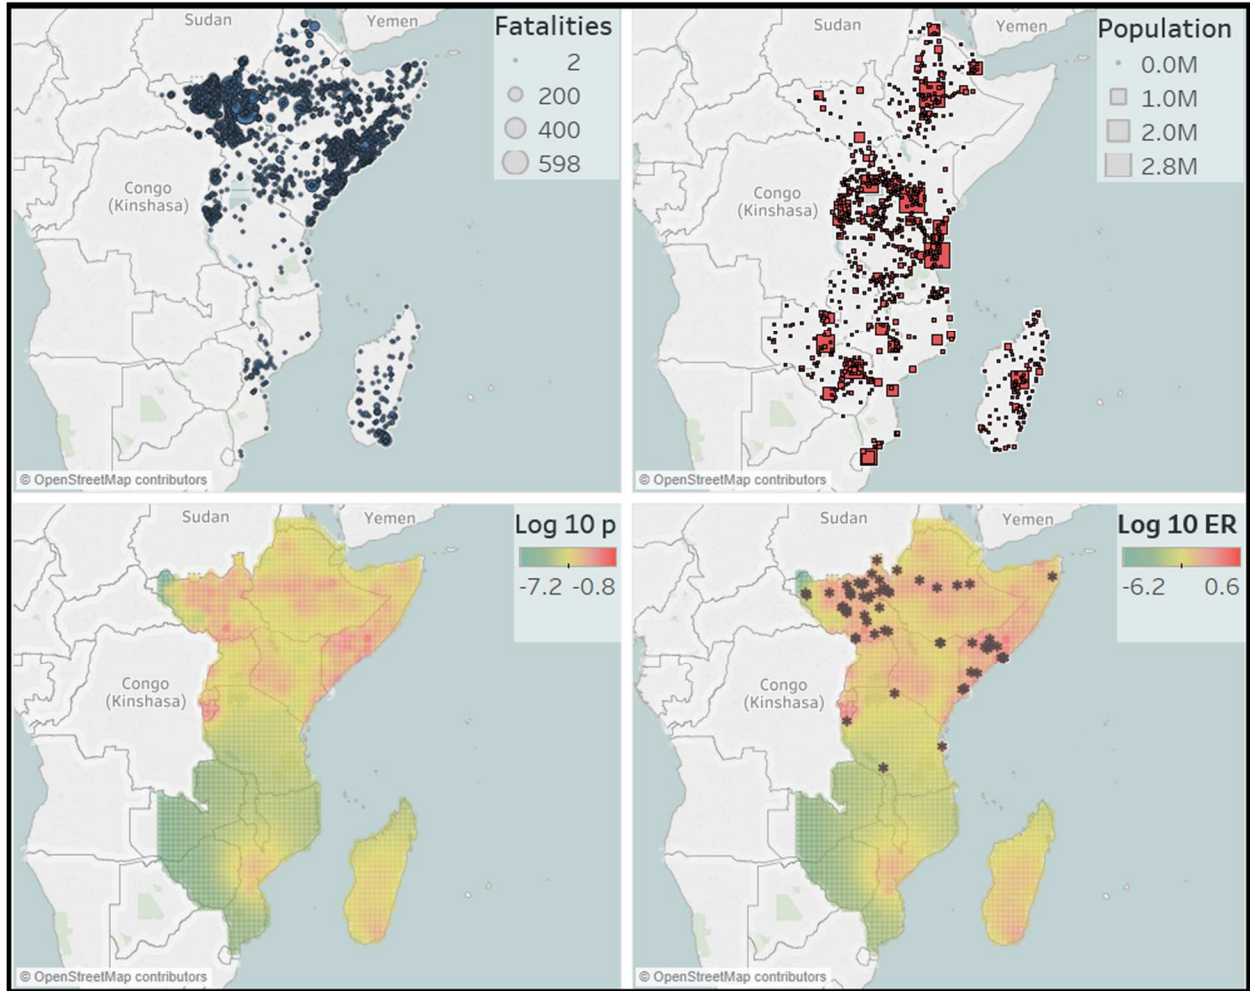 Sudan
Yemen
Fatalities
2
200
400
598
Congo
(Kinshasa)
© OpenStreetMap contributors
Sudan
Yemen
Population
0.0M
1.0M
2.0M
2.8M
Congo
(Kinshasa)
© OpenStreetMap contributors
Sudan
Yemen
Log 10 p
-7.2 -0.8
Congo
(Kinshasa)
© OpenStreetMap contributors
Sudan
Yemen
Log 10 ER
-6.2 0.6
Congo
(Kinshasa)
© OpenStreetMap contributors